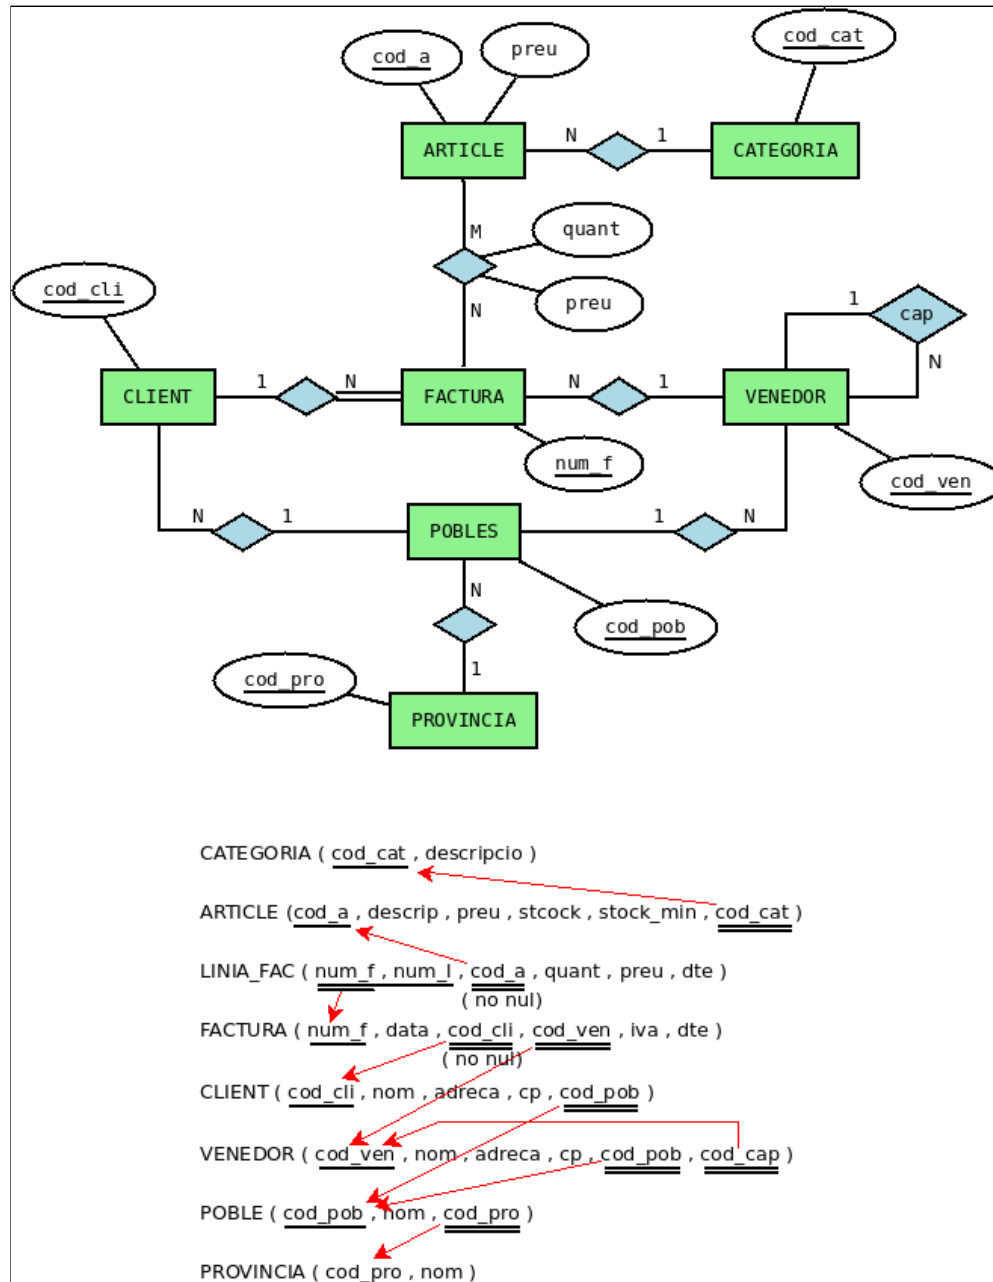 cod_a preu cod_cat
ARTICLE N 1 CATEGORIA
M quant
cod_cli N preu
1 cap
N
CLIENT 1 N FACTURA N 1 VENEDOR
num_f cod_ven
N 1 POBLES 1 N
N cod_pob
cod_pro 1
PROVINCIA
CATEGORIA ( cod_cat , descripcio )
ARTICLE (cod_a , descrip , preu , stcock , stock_min , cod_cat )
LINIA_FAC ( num_f , num_l , cod_a , quant , preu , dte )
( no nul)
FACTURA ( num_f , data , cod_cli , cod_ven , iva , dte )
( no nul)
CLIENT ( cod_cli , nom , adreca , cp , cod_pob )
VENEDOR ( cod_ven , nom , adreca , cp , cod_pob , cod_cap )
POBLE ( cod_pob , nom , cod_pro )
PROVINCIA ( cod_pro , nom )